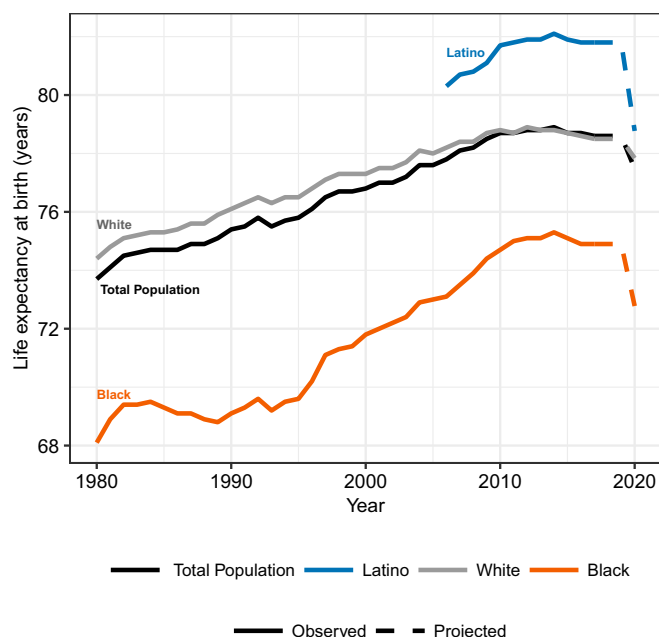 Life expectancy at birth (years)
80
76
72
68
Latino
White
Total Population
Black
1980 1990 2000 2010 2020
Year
Total Population Latino White Black
Observed Projected